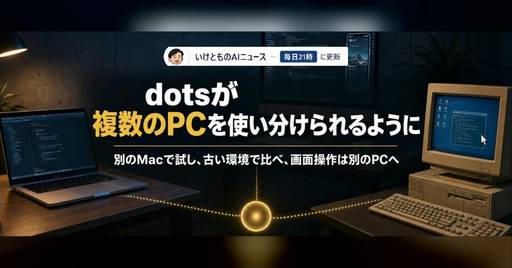 いけとものAIニュース — 毎日21時 に更新
dotsが
複数のPCを使い分けられるように
別のMacで試し、古い環境で比べ、画面操作は別のPCへ